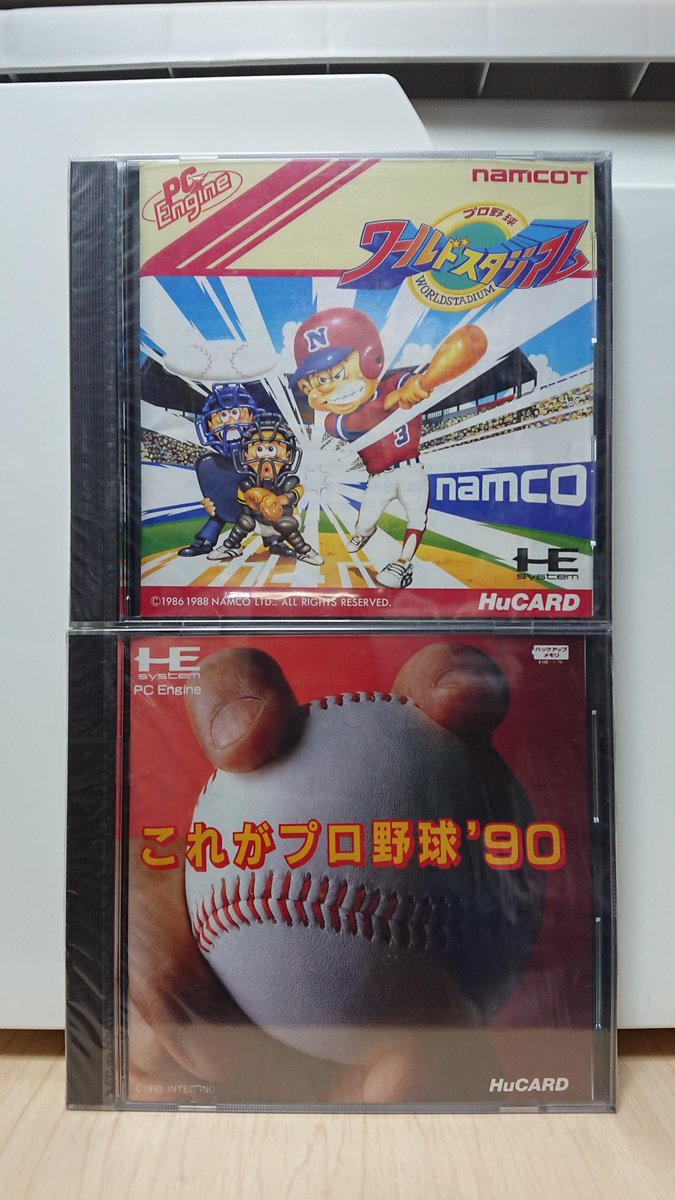 PC Engine
namcoT
プロ野球
ワールドスタジアム
WORLDSTADIUM
N
3
namco
HE
system
©1986 1988 NAMCO LTD.. ALL RIGHTS RESERVED.
HuCARD
HE
system
PC Engine
バックアップ
メモリ
これがプロ野球'90
© 1990 INTEC INC
HuCARD